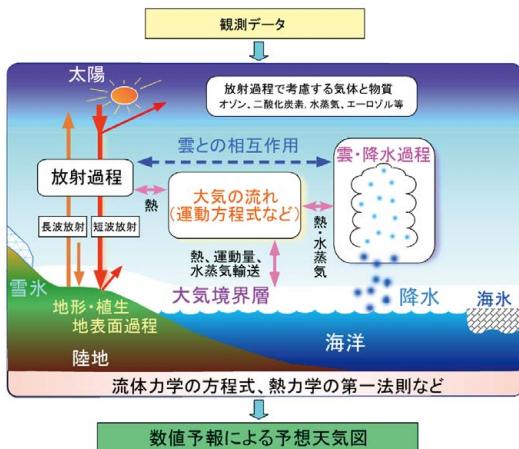 観測データ
太陽
放射過程で考慮する気体と物質
オゾン、二酸化炭素、水蒸気、エーロゾル等
雲との相互作用
雲・降水過程
放射過程
大気の流れ
(運動方程式など)
熱
熱・水蒸気
長波放射
短波放射
熱、運動量、
水蒸気輸送
雪氷
地形・植生
地表面過程
大気境界層
降水
海氷
陸地
海洋
流体力学の方程式、熱力学の第一法則など
数値予報による予想天気図